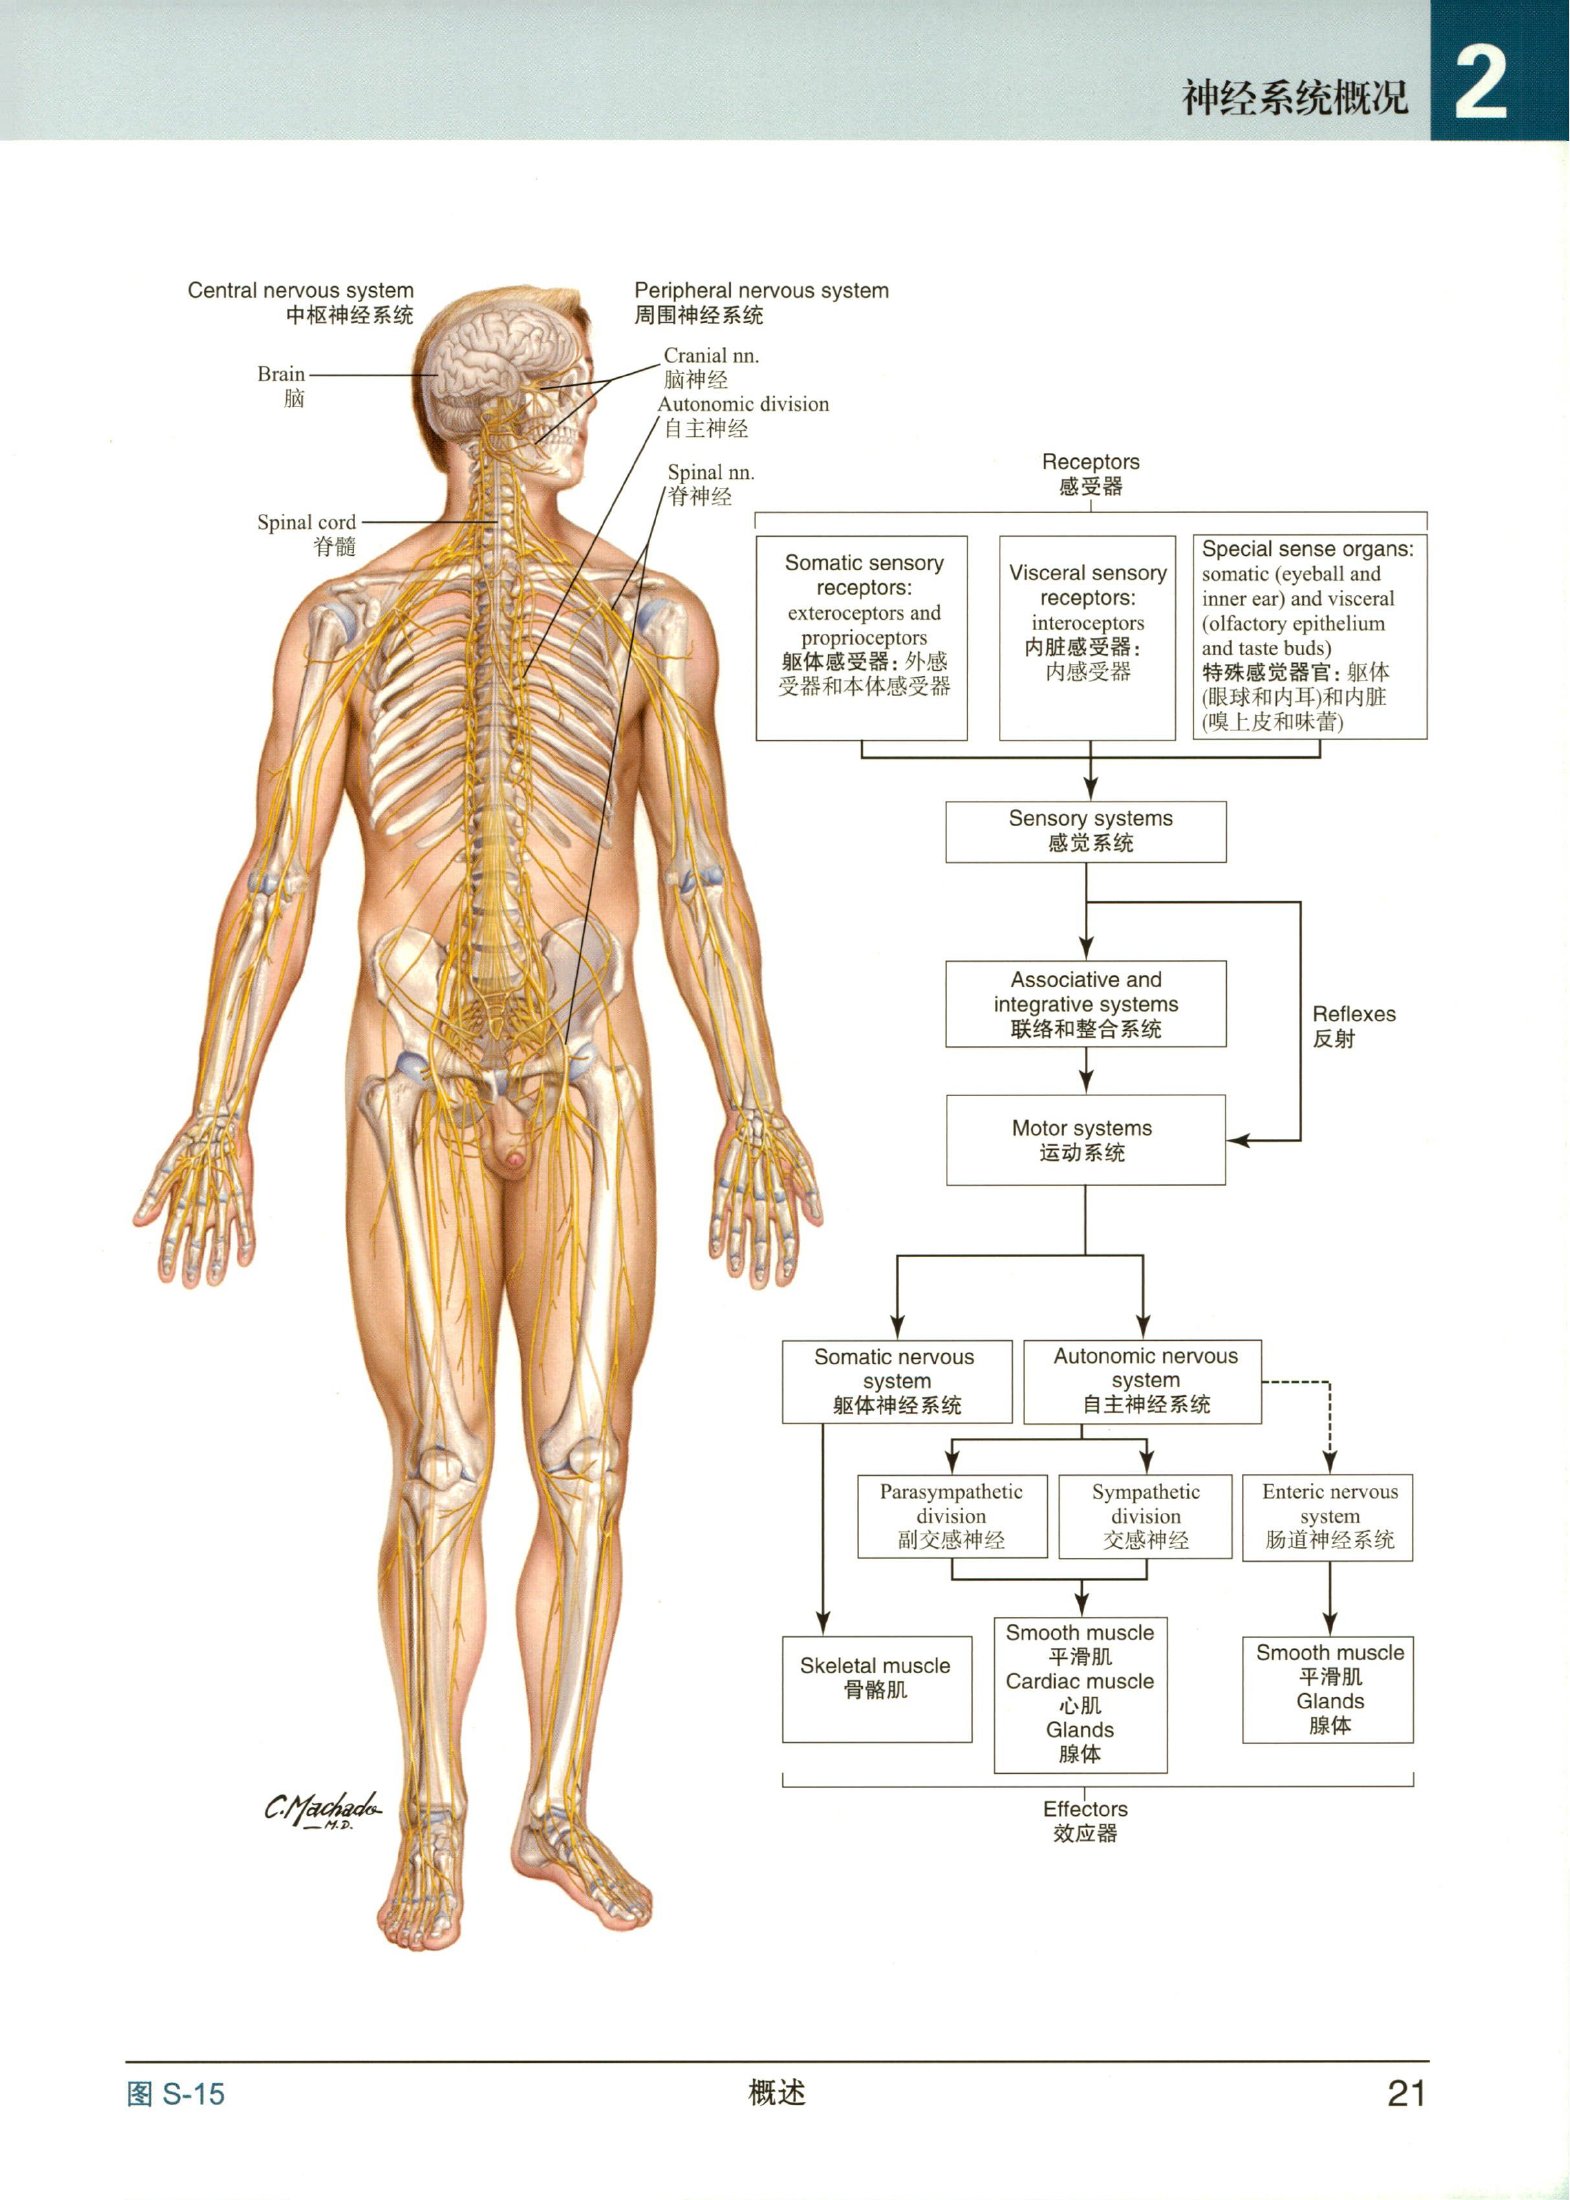 神经系统概况
2
Central nervous system
中枢神经系统
Brain
脑
Spinal cord
脊髓
Peripheral nervous system
周围神经系统
Cranial nn.
脑神经
Autonomic division
自主神经
Spinal nn.
脊神经
Receptors
感受器
Somatic sensory
receptors:
exteroceptors and
proprioceptors
躯体感受器: 外感
受器和本体感受器
Visceral sensory
receptors:
interoceptors
内脏感受器:
内感受器
Special sense organs:
somatic (eyeball and
inner ear) and visceral
(olfactory epithelium
and taste buds)
特殊感觉器官: 躯体
(眼球和内耳)和内脏
(嗅上皮和味蕾)
Sensory systems
感觉系统
Associative and
integrative systems
联络和整合系统
Reflexes
反射
Motor systems
运动系统
Somatic nervous
system
躯体神经系统
Autonomic nervous
system
自主神经系统
Parasympathetic
division
副交感神经
Sympathetic
division
交感神经
Enteric nervous
system
肠道神经系统
Skeletal muscle
骨骼肌
Smooth muscle
平滑肌
Cardiac muscle
心肌
Glands
腺体
Smooth muscle
平滑肌
Glands
腺体
Effectors
效应器
C.Machado
M.D.
图 S-15
概述
21